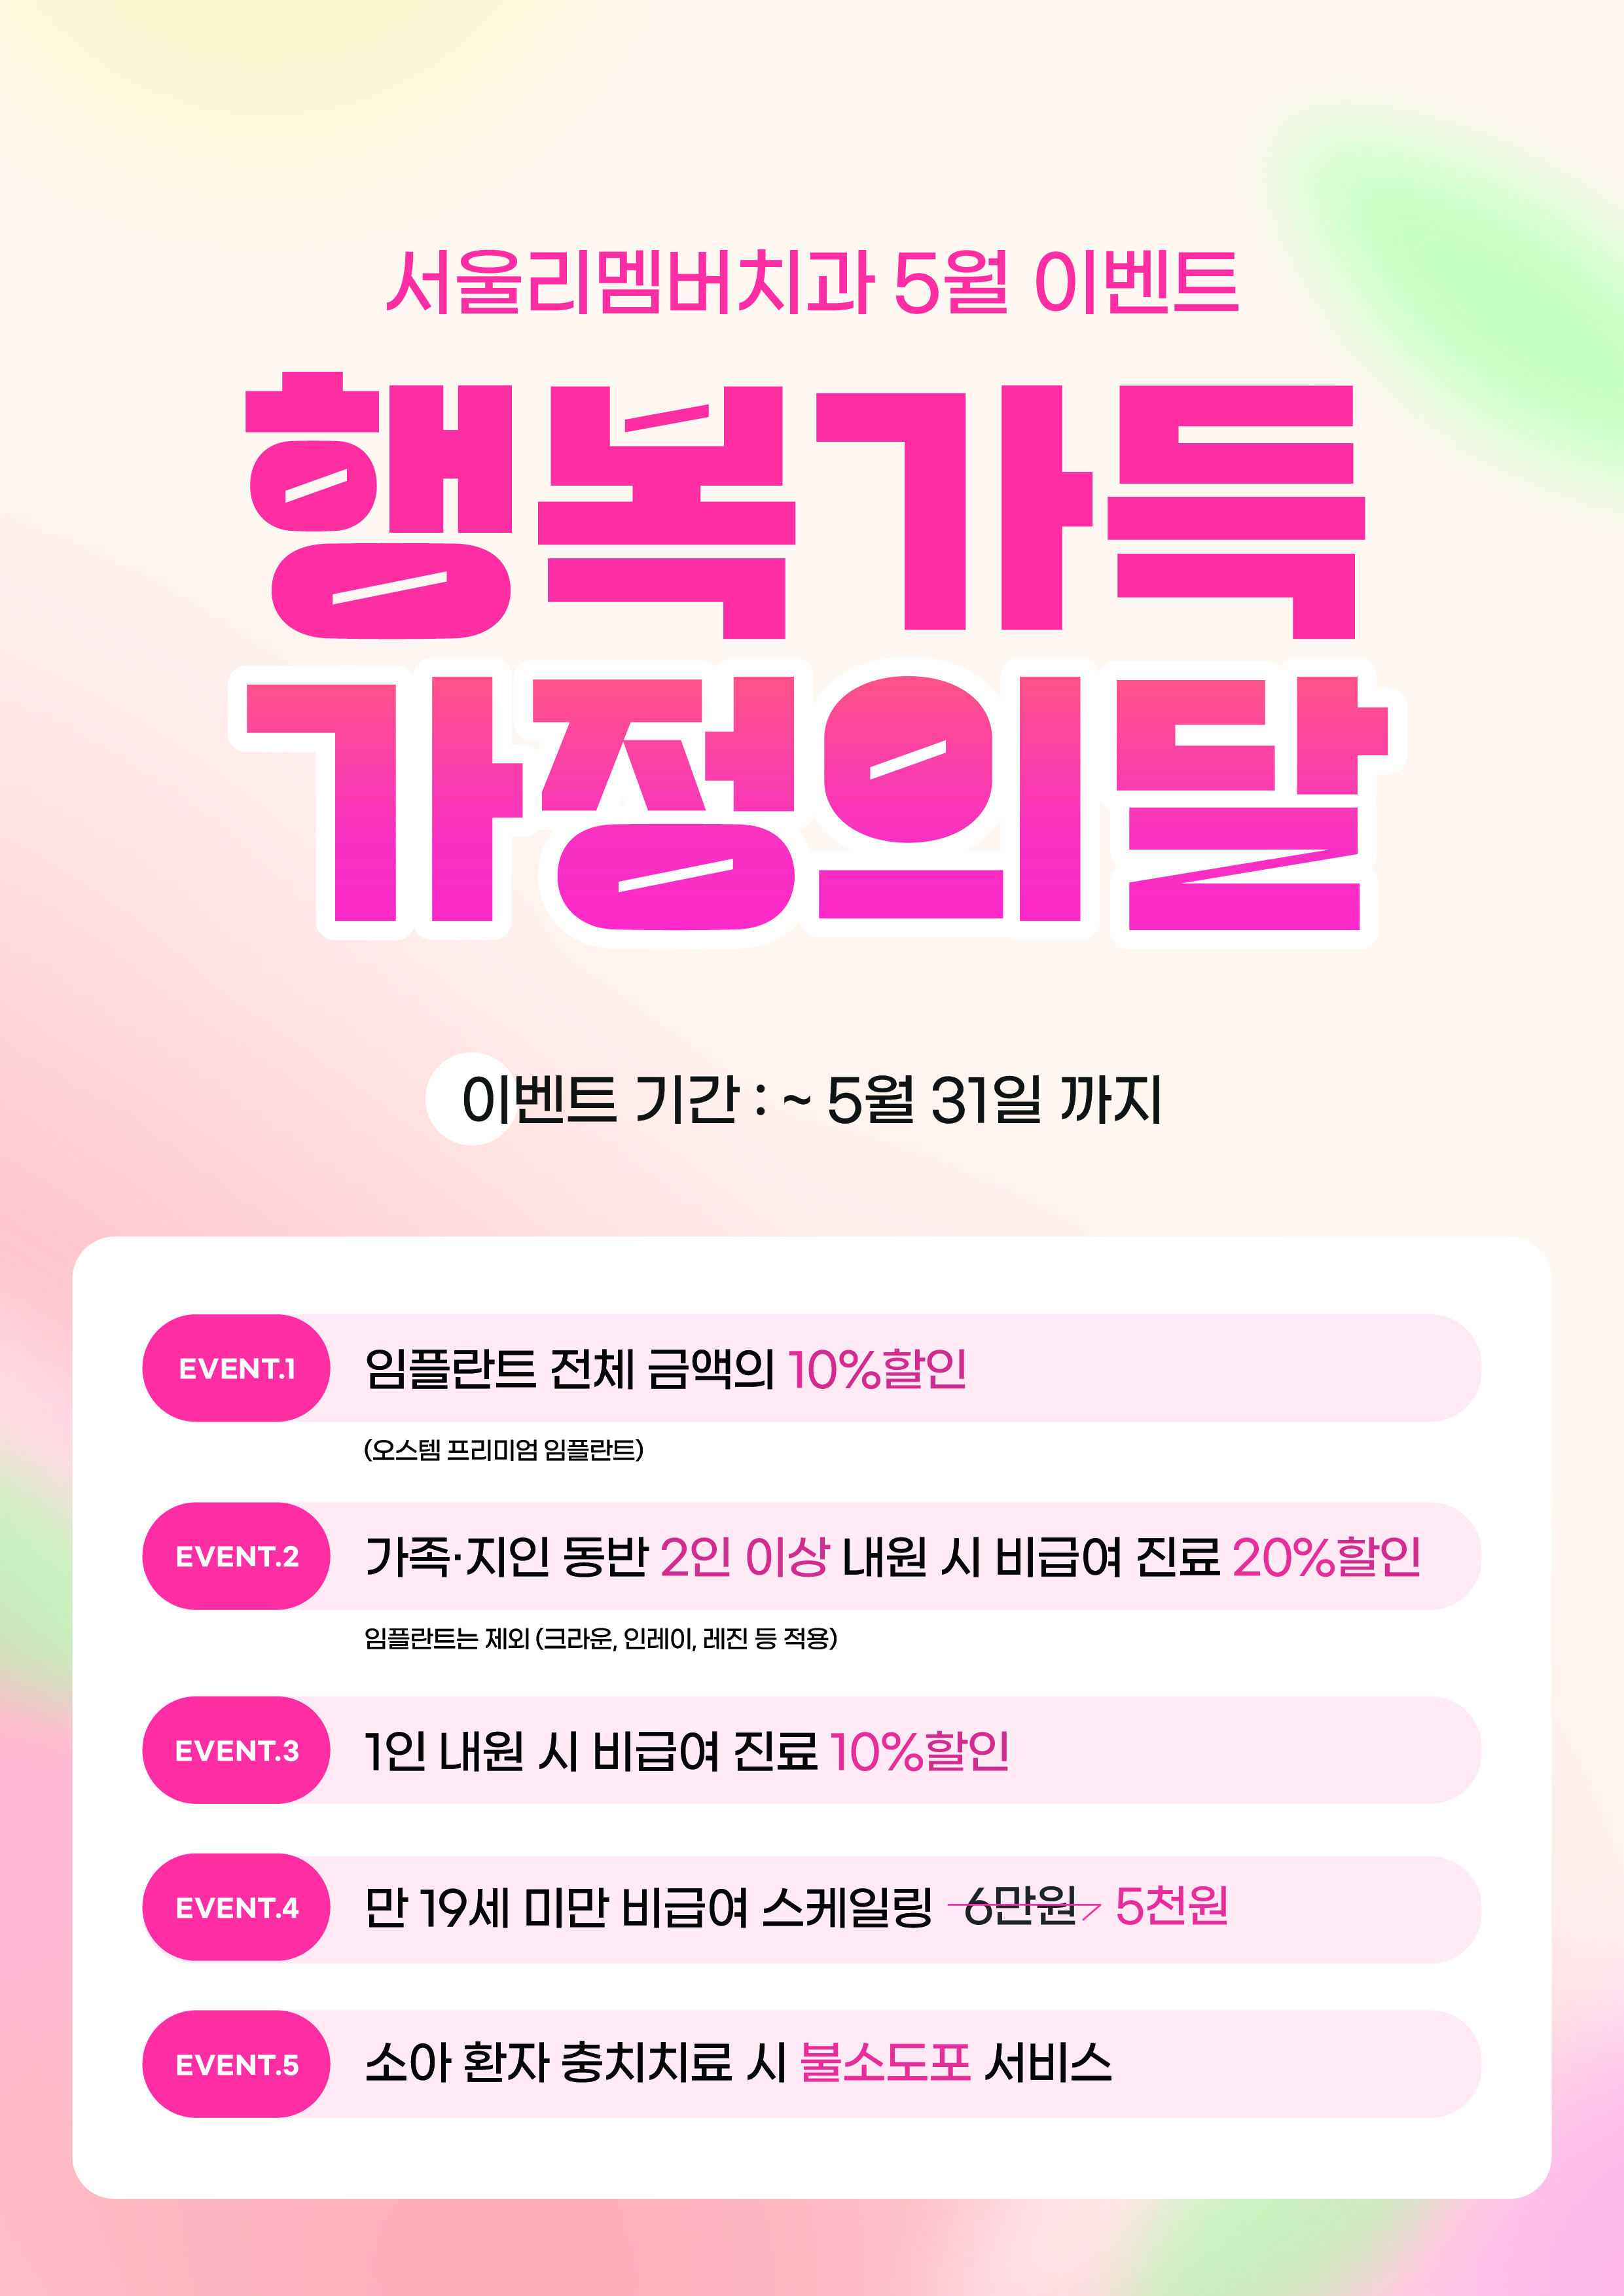 서울리멤버치과 5월 이벤트
행복가득
가정의달
이벤트 기간 : ~ 5월 31일 까지
EVENT.1 임플란트 전체 금액의 10%할인
(오스템 프리미엄 임플란트)
EVENT.2 가족·지인 동반 2인 이상 내원 시 비급여 진료 20%할인
임플란트는 제외 (크라운, 인레이, 레진 등 적용)
EVENT.3 1인 내원 시 비급여 진료 10%할인
EVENT.4 만 19세 미만 비급여 스케일링 6만원 5천원
EVENT.5 소아 환자 충치치료 시 불소도포 서비스